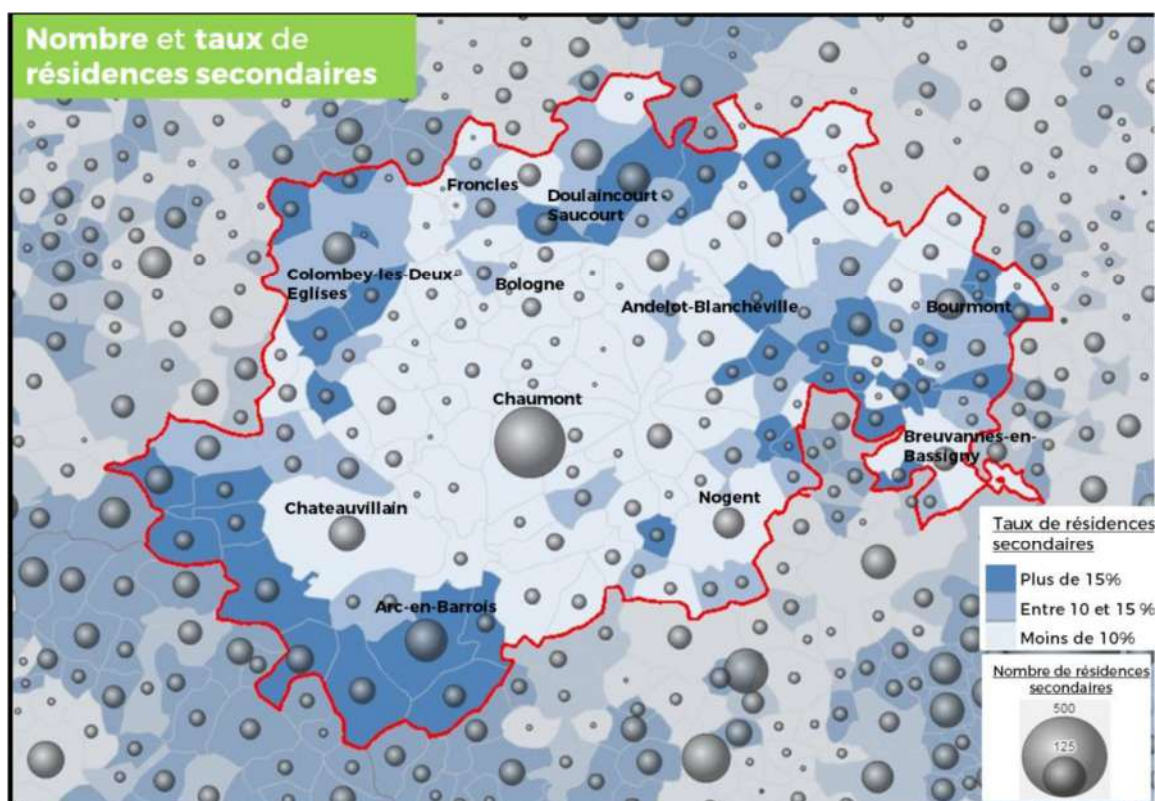 Nombre et taux de
résidences secondaires
Froncles
Doulaincourt
Saucourt
Colombey-les-Deux-
Eglises
Bologne
Andelot-Blancheville
Bourmont
Chaumont
Breuvannes-en-
Bassigny
Chateauvillain
Nogent
Arc-en-Barrois
Taux de résidences
secondaires
Plus de 15%
Entre 10 et 15 %
Moins de 10%
Nombre de résidences
secondaires
500
125